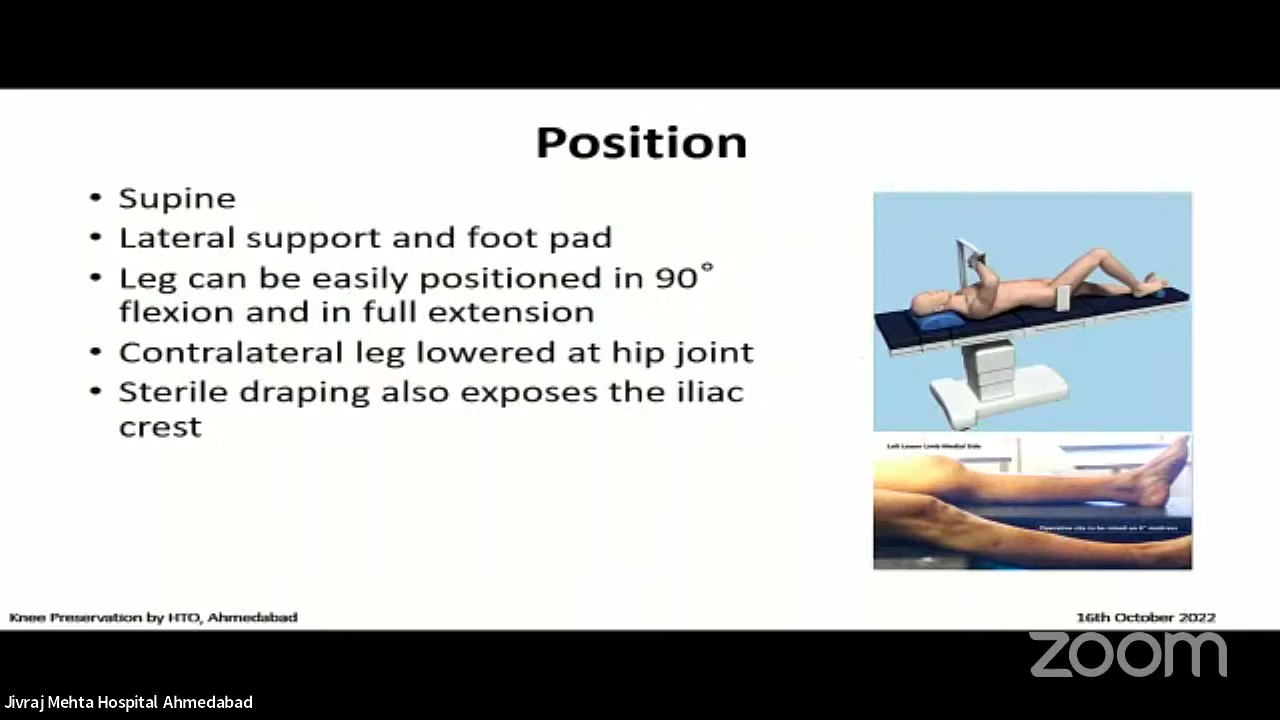 Position
• Supine
• Lateral support and foot pad
• Leg can be easily positioned in 90°
flexion and in full extension
• Contralateral leg lowered at hip joint
• Sterile draping also exposes the iliac
crest
Left Lower Limb Medial Side
Operative site to be raised on 6" mattress
Knee Preservation by HTO, Ahmedabad
16th October 2022
zoom
Jivraj Mehta Hospital Ahmedabad